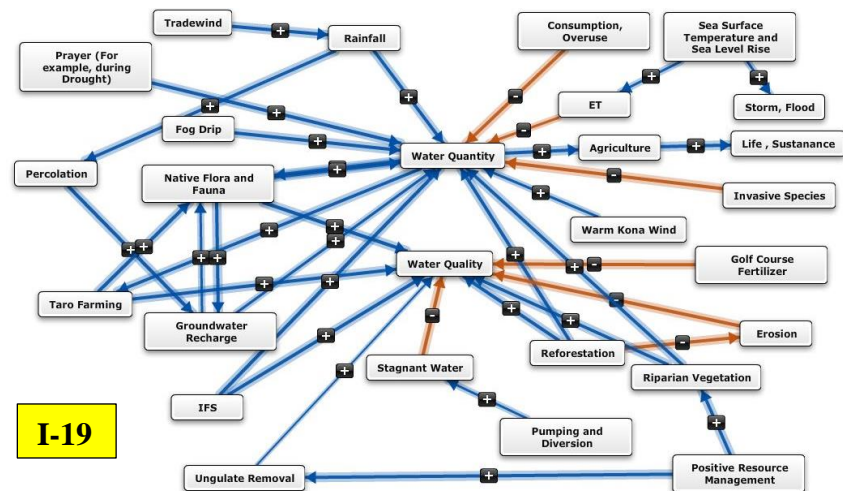 Tradewind
Rainfall
Consumption,
Overuse
Sea Surface
Temperature and
Sea Level Rise
Prayer (For
example, during
Drought)
+
+
+
-
+
+
+
ET
Storm, Flood
Fog Drip
+
-
Water Quantity
+
Agriculture
+
Life , Sustanance
Percolation
Native Flora and
Fauna
+
-
Invasive Species
+
Warm Kona Wind
+
+
+
+
+
+
+
Water Quality
-
Golf Course
Fertilizer
+
+
+
+
Taro Farming
+
-
Groundwater
Recharge
-
+
+
Erosion
+
-
Reforestation
Stagnant Water
+
Riparian Vegetation
IFS
+
I-19
Pumping and
Diversion
+
Ungulate Removal
+
Positive Resource
Management